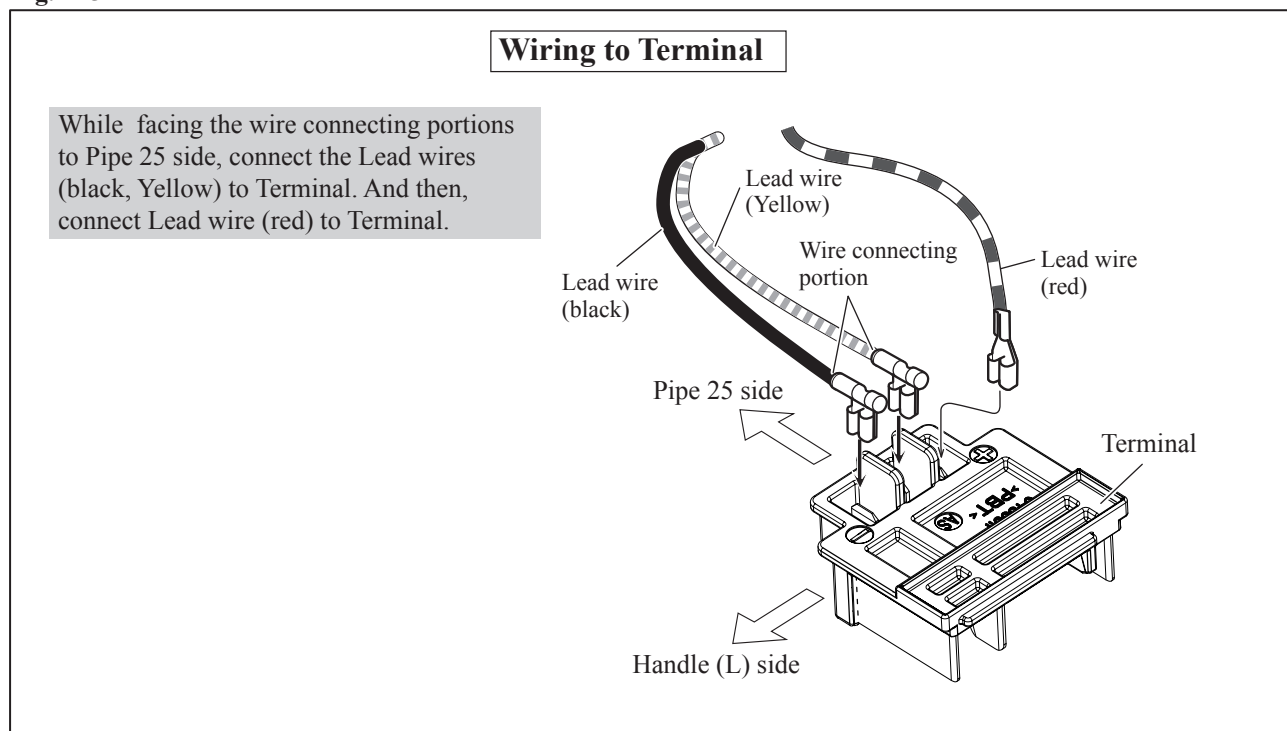 Wiring to Terminal
While facing the wire connecting portions
to Pipe 25 side, connect the Lead wires
(black, Yellow) to Terminal. And then,
connect Lead wire (red) to Terminal.
Lead wire
(Yellow)
Wire connecting
portion
Lead wire
(red)
Lead wire
(black)
Pipe 25 side
Terminal
>PBT<
AS
Handle (L) side